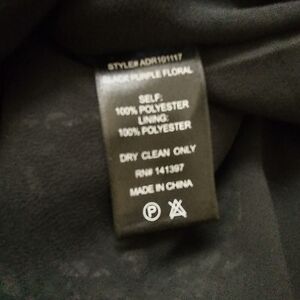 STYLE# ADR101117
BLACK PURPLE FLORAL
SELF:
100% POLYESTER
LINING:
100% POLYESTER
DRY CLEAN ONLY
RN# 141397
MADE IN CHINA
P